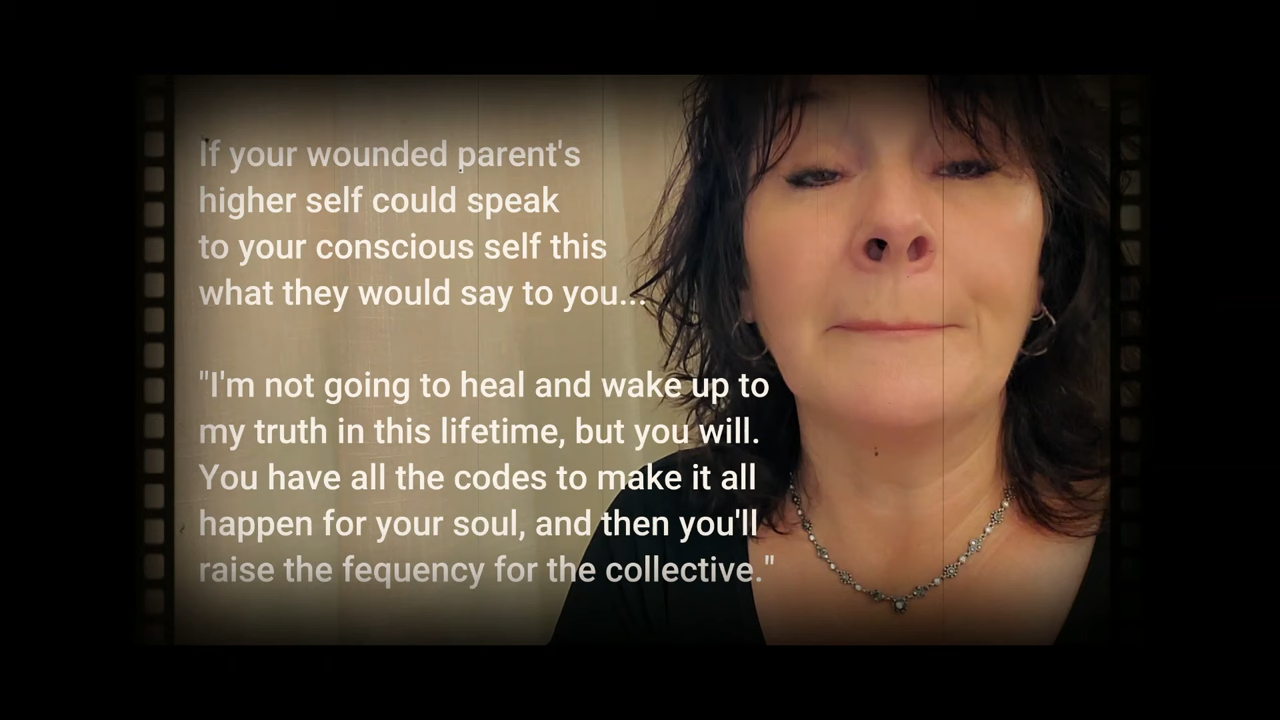 If your wounded parent's
higher self could speak
to your conscious self this
what they would say to you...
"I'm not going to heal and wake up to
my truth in this lifetime, but you will.
You have all the codes to make it all
happen for your soul, and then you'll
raise the fequency for the collective."